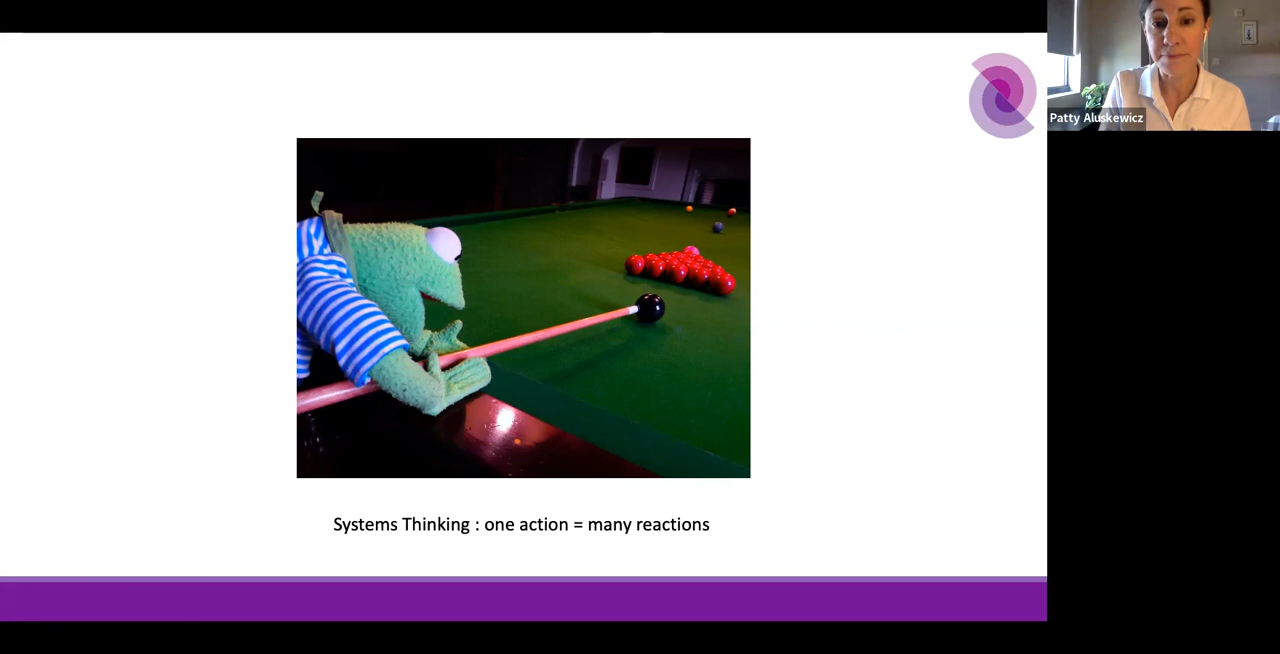 Patty Aluskewicz
Systems Thinking : one action = many reactions